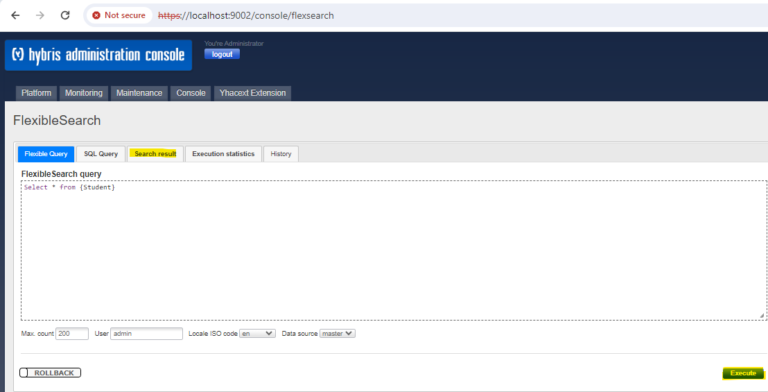 Not secure https://localhost:9002/console/flexsearch
hybris administration console
You're Administrator
logout
Platform Monitoring Maintenance Console Yhacext Extension
FlexibleSearch
Flexible Query SQL Query Search result Execution statistics History
FlexibleSearch query
Select * from {Student}
Max. count 200 User admin Locale ISO code en Data source master
ROLLBACK Execute